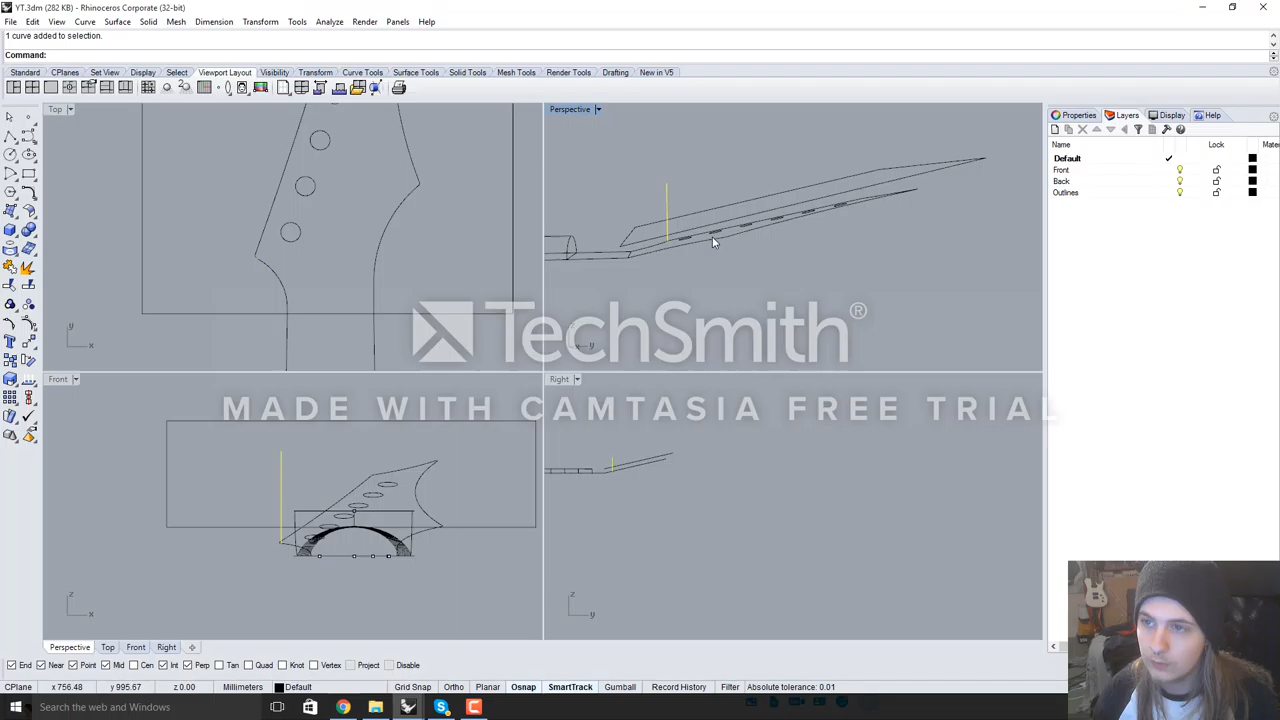 YT.3dm (282 KB) - Rhinoceros Corporate (32-bit)
File Edit View Curve Surface Solid Mesh Dimension Transform Tools Analyze Render Panels Help
1 curve added to selection.
Command:
Standard CPlanes Set View Display Select Viewport Layout Visibility Transform Curve Tools Surface Tools Solid Tools Mesh Tools Render Tools Drafting New in V5
Top
Perspective
Properties Layers Display Help
Name Lock Mate
Default
Front
Back
Outlines
y
x
y
TechSmith®
MADE WITH CAMTASIA FREE TRIAL
Front
Right
z
x
z
y
Perspective Top Front Right
End Near Point Mid Cen Int Perp Tan Quad Knot Vertex Project Disable
CPlane x 756.48 y 995.67 z 0.00 Millimeters Default Grid Snap Ortho Planar Osnap SmartTrack Gumball Record History Filter Absolute tolerance: 0.01
Search the web and Windows